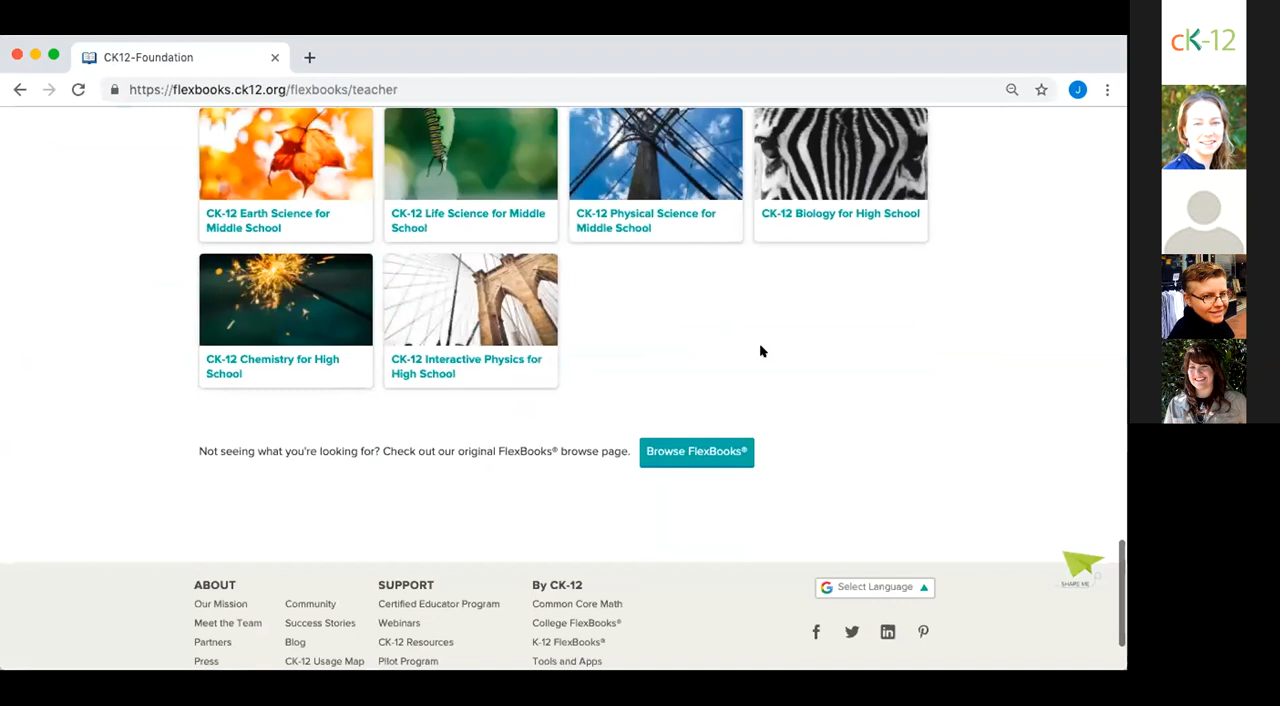 CK12-Foundation
https://flexbooks.ck12.org/flexbooks/teacher
J
CK-12 Earth Science for
Middle School
CK-12 Life Science for Middle
School
CK-12 Physical Science for
Middle School
CK-12 Biology for High School
CK-12 Chemistry for High
School
CK-12 Interactive Physics for
High School
Not seeing what you're looking for? Check out our original FlexBooks® browse page.
Browse FlexBooks®
ABOUT
Our Mission
Meet the Team
Partners
Press
Community
Success Stories
Blog
CK-12 Usage Map
SUPPORT
Certified Educator Program
Webinars
CK-12 Resources
Pilot Program
By CK-12
Common Core Math
College FlexBooks®
K-12 FlexBooks®
Tools and Apps
Select Language
SHARE ME
cK-12